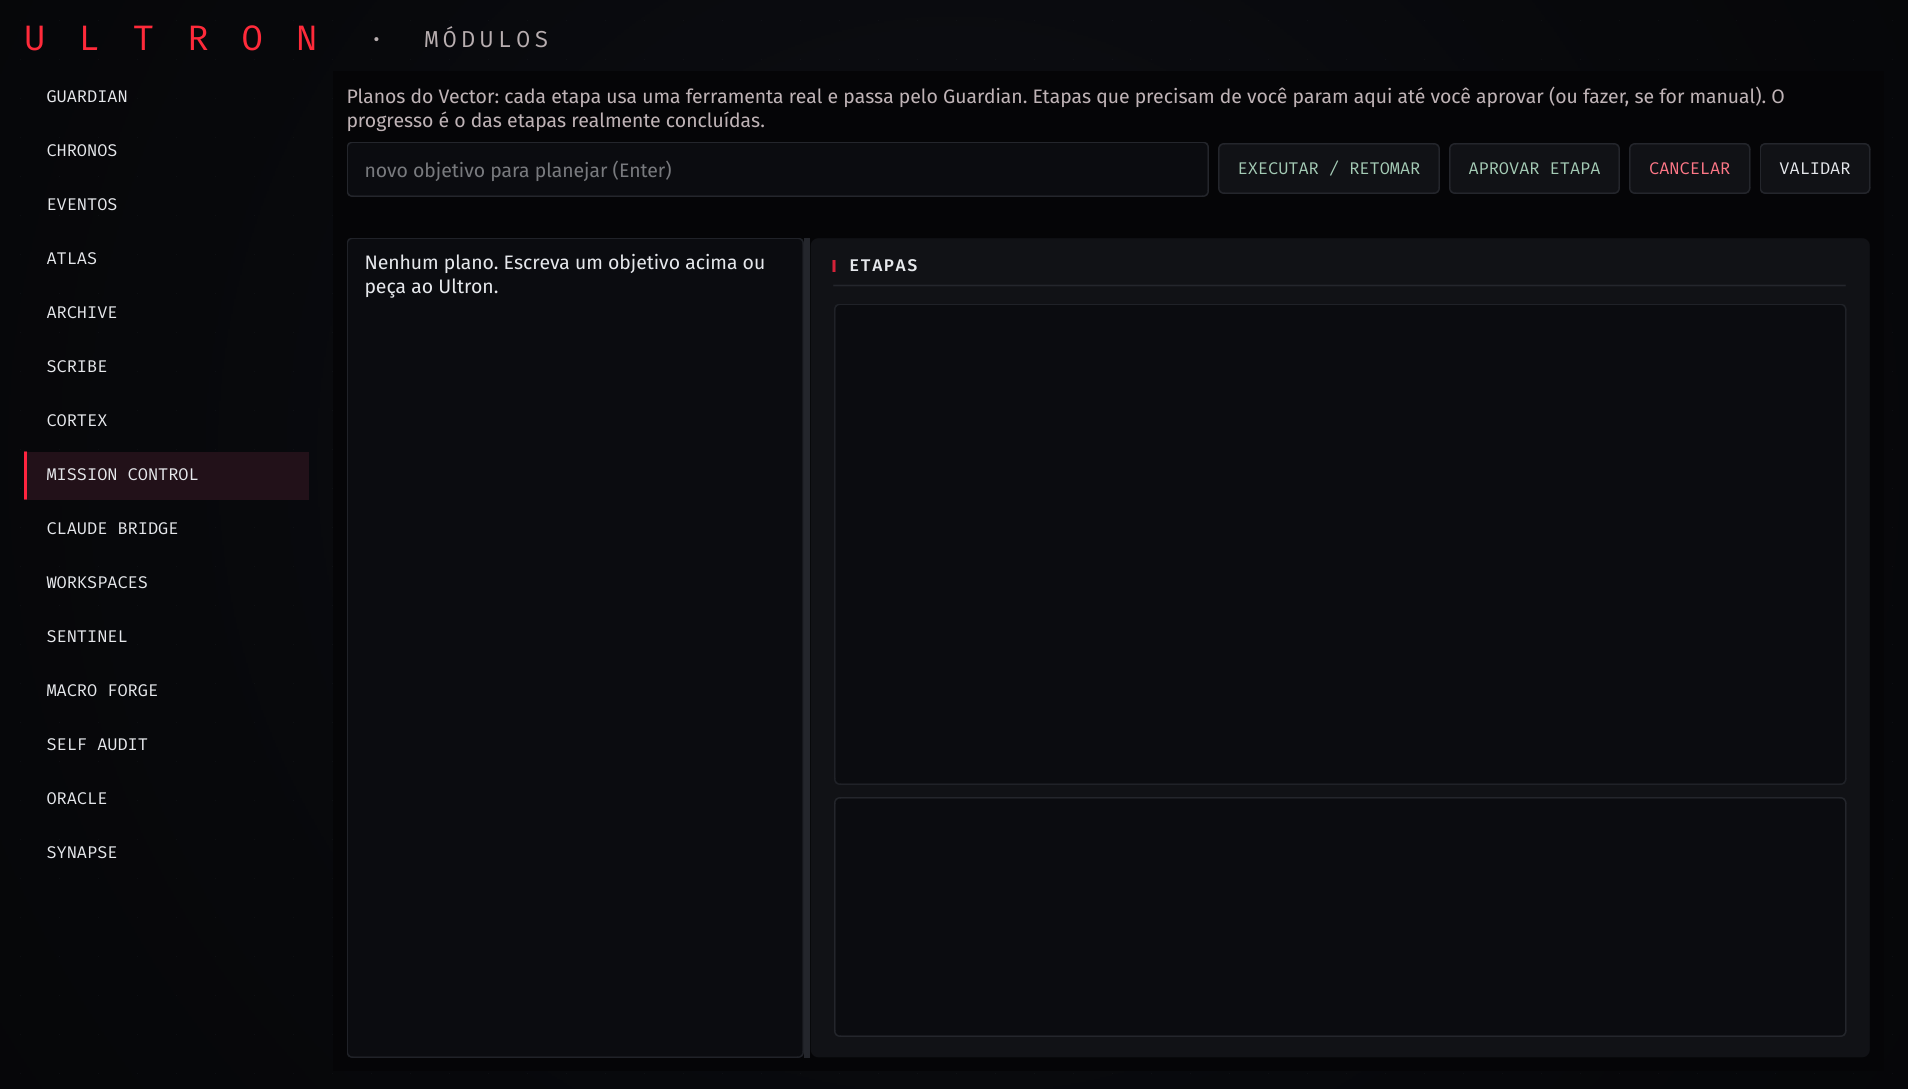 ULTRON · MÓDULOS
GUARDIAN
CHRONOS
EVENTOS
ATLAS
ARCHIVE
SCRIBE
CORTEX
MISSION CONTROL
CLAUDE BRIDGE
WORKSPACES
SENTINEL
MACRO FORGE
SELF AUDIT
ORACLE
SYNAPSE
Planos do Vector: cada etapa usa uma ferramenta real e passa pelo Guardian. Etapas que precisam de você param aqui até você aprovar (ou fazer, se for manual). O
progresso é o das etapas realmente concluídas.
novo objetivo para planejar (Enter)
EXECUTAR / RETOMAR
APROVAR ETAPA
CANCELAR
VALIDAR
Nenhum plano. Escreva um objetivo acima ou
peça ao Ultron.
ETAPAS